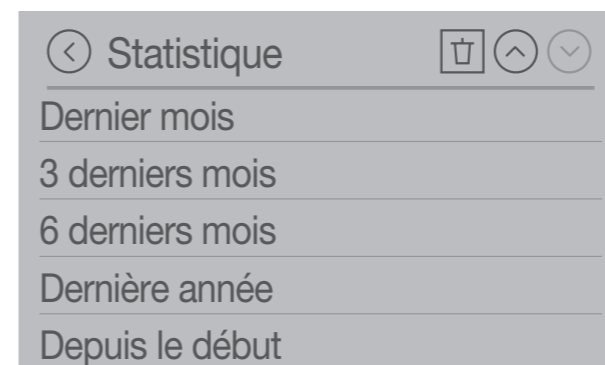 Statistique
Dernier mois
3 derniers mois
6 derniers mois
Dernière année
Depuis le début